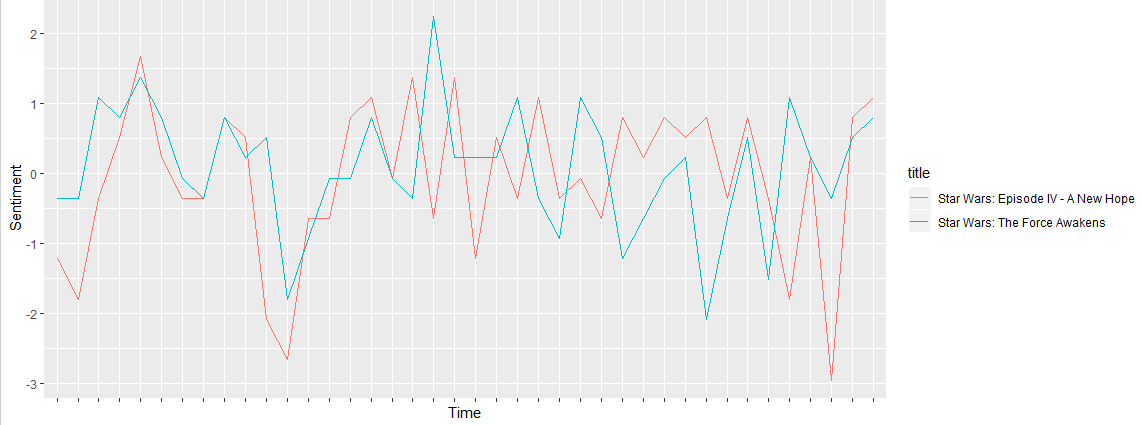 2
1
0
-1
-2
-3
Sentiment
Time
title
Star Wars: Episode IV - A New Hope
Star Wars: The Force Awakens